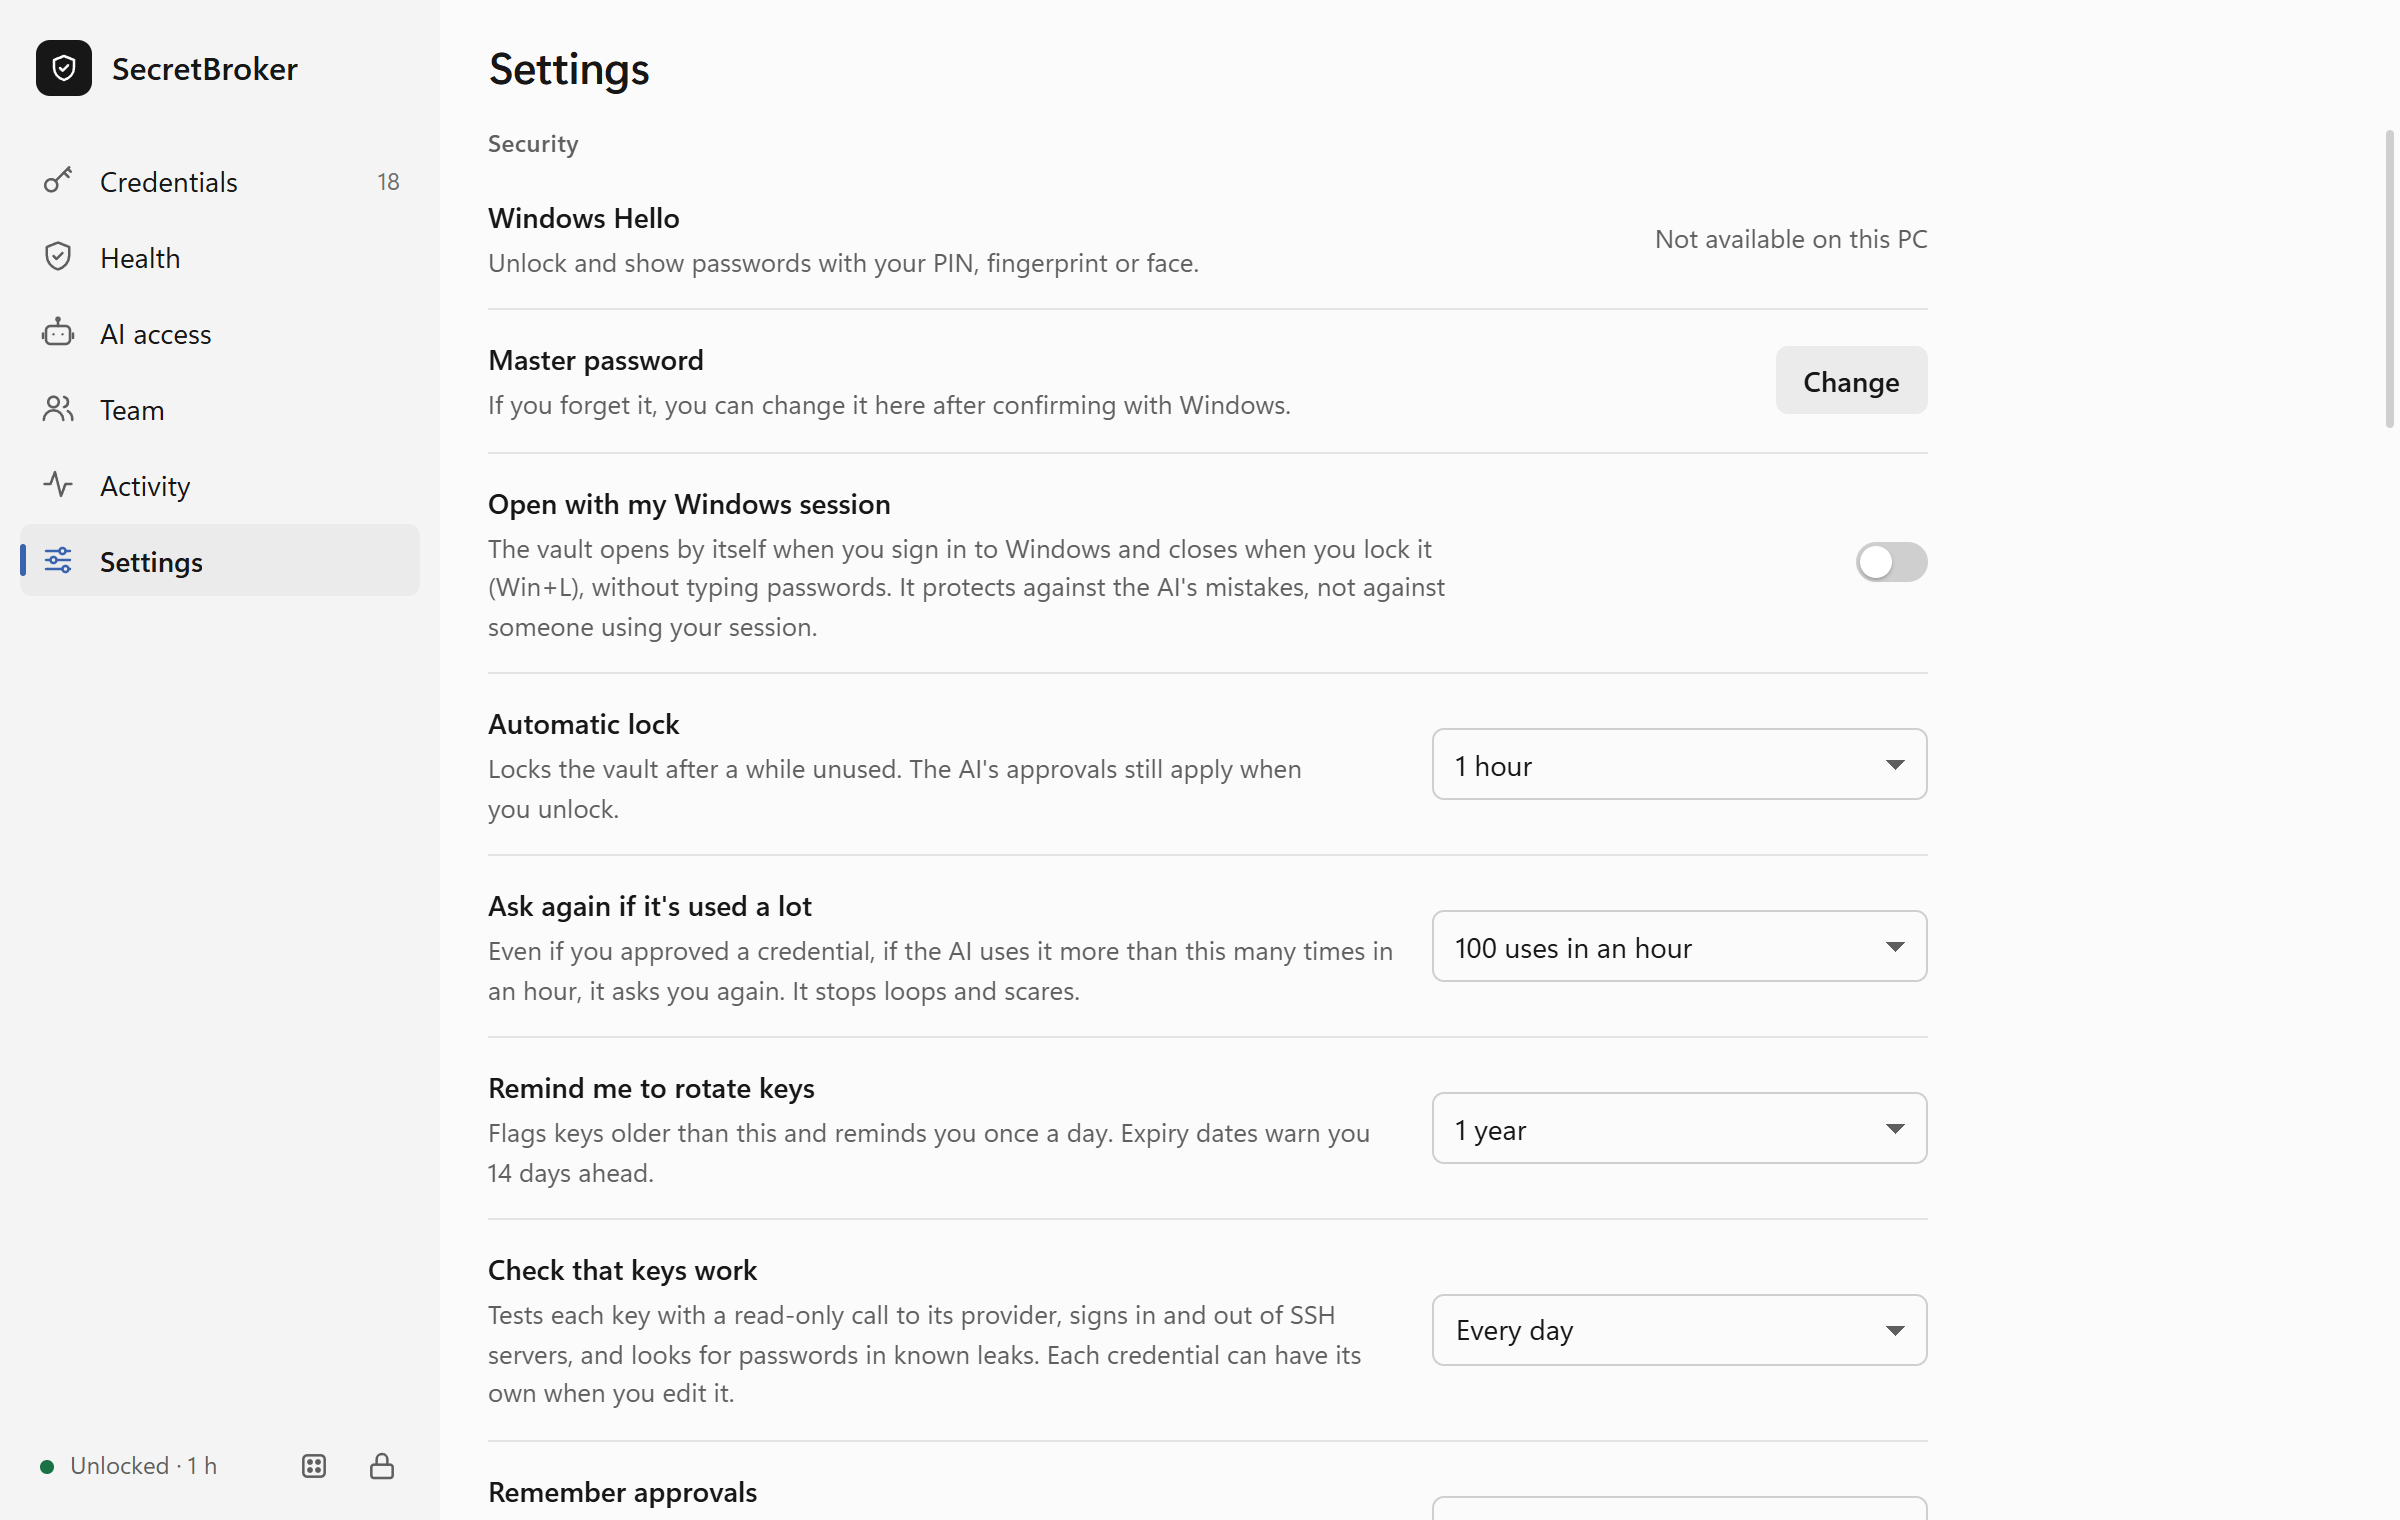 SecretBroker
Credentials 18
Health
AI access
Team
Activity
Settings
Unlocked · 1 h
Settings
Security
Windows Hello
Unlock and show passwords with your PIN, fingerprint or face.
Not available on this PC
Master password
If you forget it, you can change it here after confirming with Windows.
Change
Open with my Windows session
The vault opens by itself when you sign in to Windows and closes when you lock it
(Win+L), without typing passwords. It protects against the AI's mistakes, not against
someone using your session.
Automatic lock
Locks the vault after a while unused. The AI's approvals still apply when
you unlock.
1 hour
Ask again if it's used a lot
Even if you approved a credential, if the AI uses it more than this many times in
an hour, it asks you again. It stops loops and scares.
100 uses in an hour
Remind me to rotate keys
Flags keys older than this and reminds you once a day. Expiry dates warn you
14 days ahead.
1 year
Check that keys work
Tests each key with a read-only call to its provider, signs in and out of SSH
servers, and looks for passwords in known leaks. Each credential can have its
own when you edit it.
Every day
Remember approvals